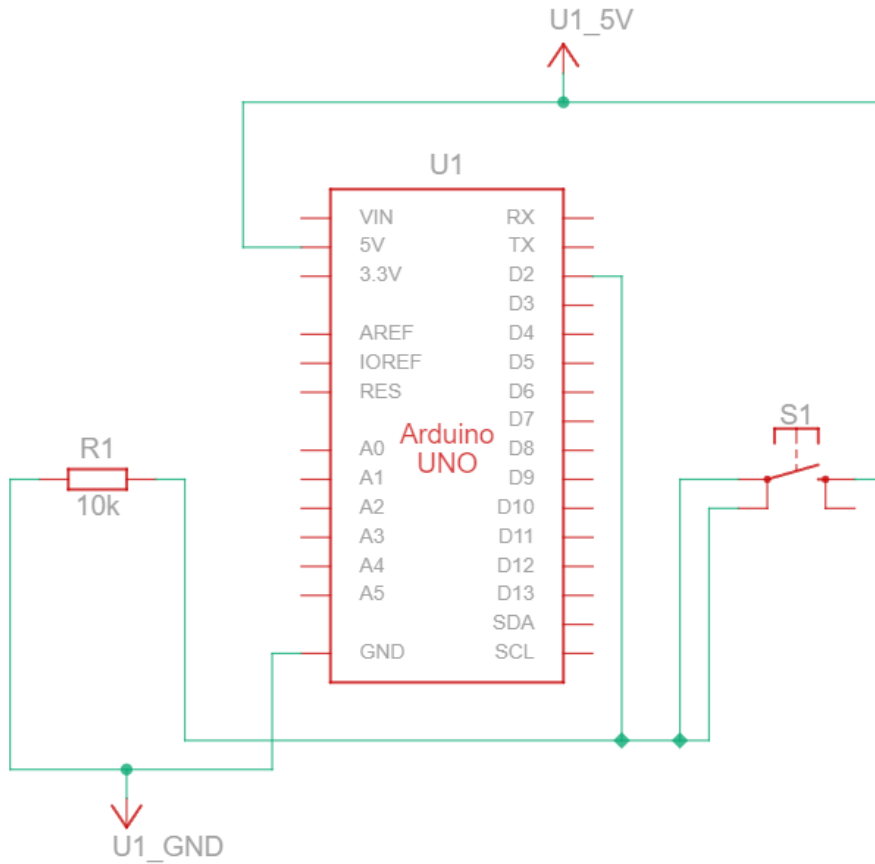 U1_5V
U1
VIN RX
5V TX
3.3V D2
D3
AREF D4
IOREF D5
RES D6
D7
A0 D8
A1 D9
A2 D10
A3 D11
A4 D12
A5 D13
SDA
GND SCL
Arduino
UNO
S1
R1
10k
U1_GND